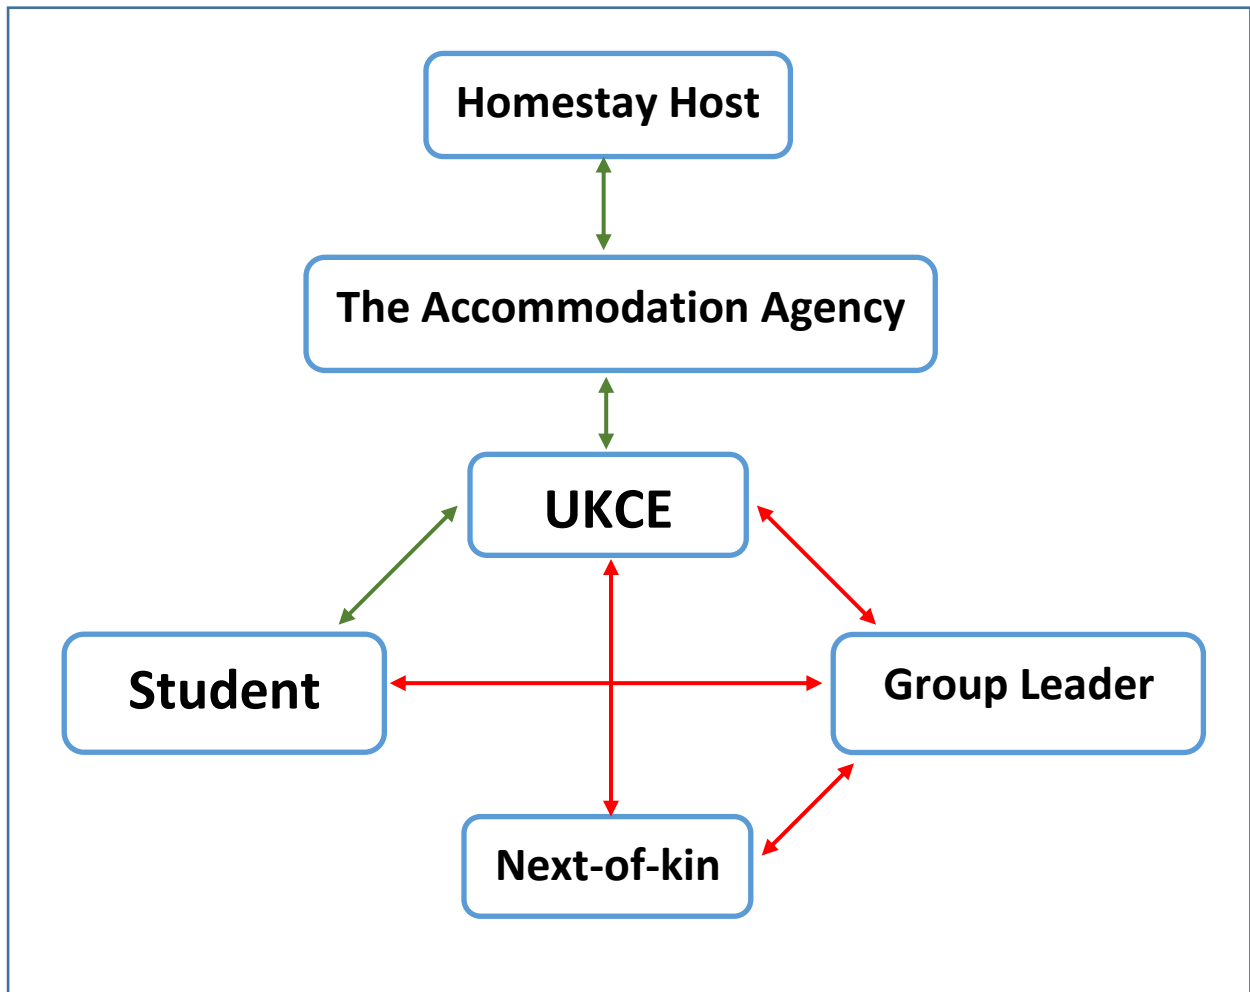 Homestay Host
The Accommodation Agency
UKCE
Student
Group Leader
Next-of-kin